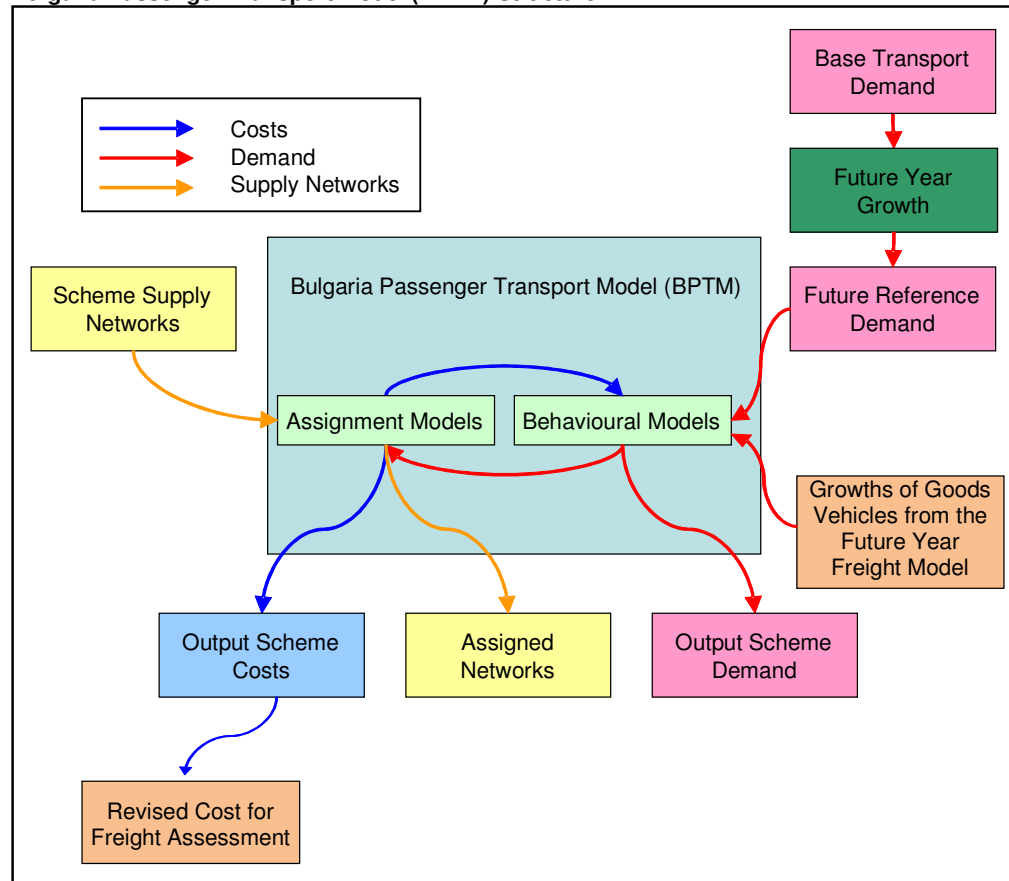 Base Transport
Demand
Costs
Demand
Supply Networks
Future Year
Growth
Scheme Supply
Networks
Bulgaria Passenger Transport Model (BPTM)
Future Reference
Demand
Assignment Models
Behavioural Models
Growths of Goods
Vehicles from the
Future Year
Freight Model
Output Scheme
Costs
Assigned
Networks
Output Scheme
Demand
Revised Cost for
Freight Assessment